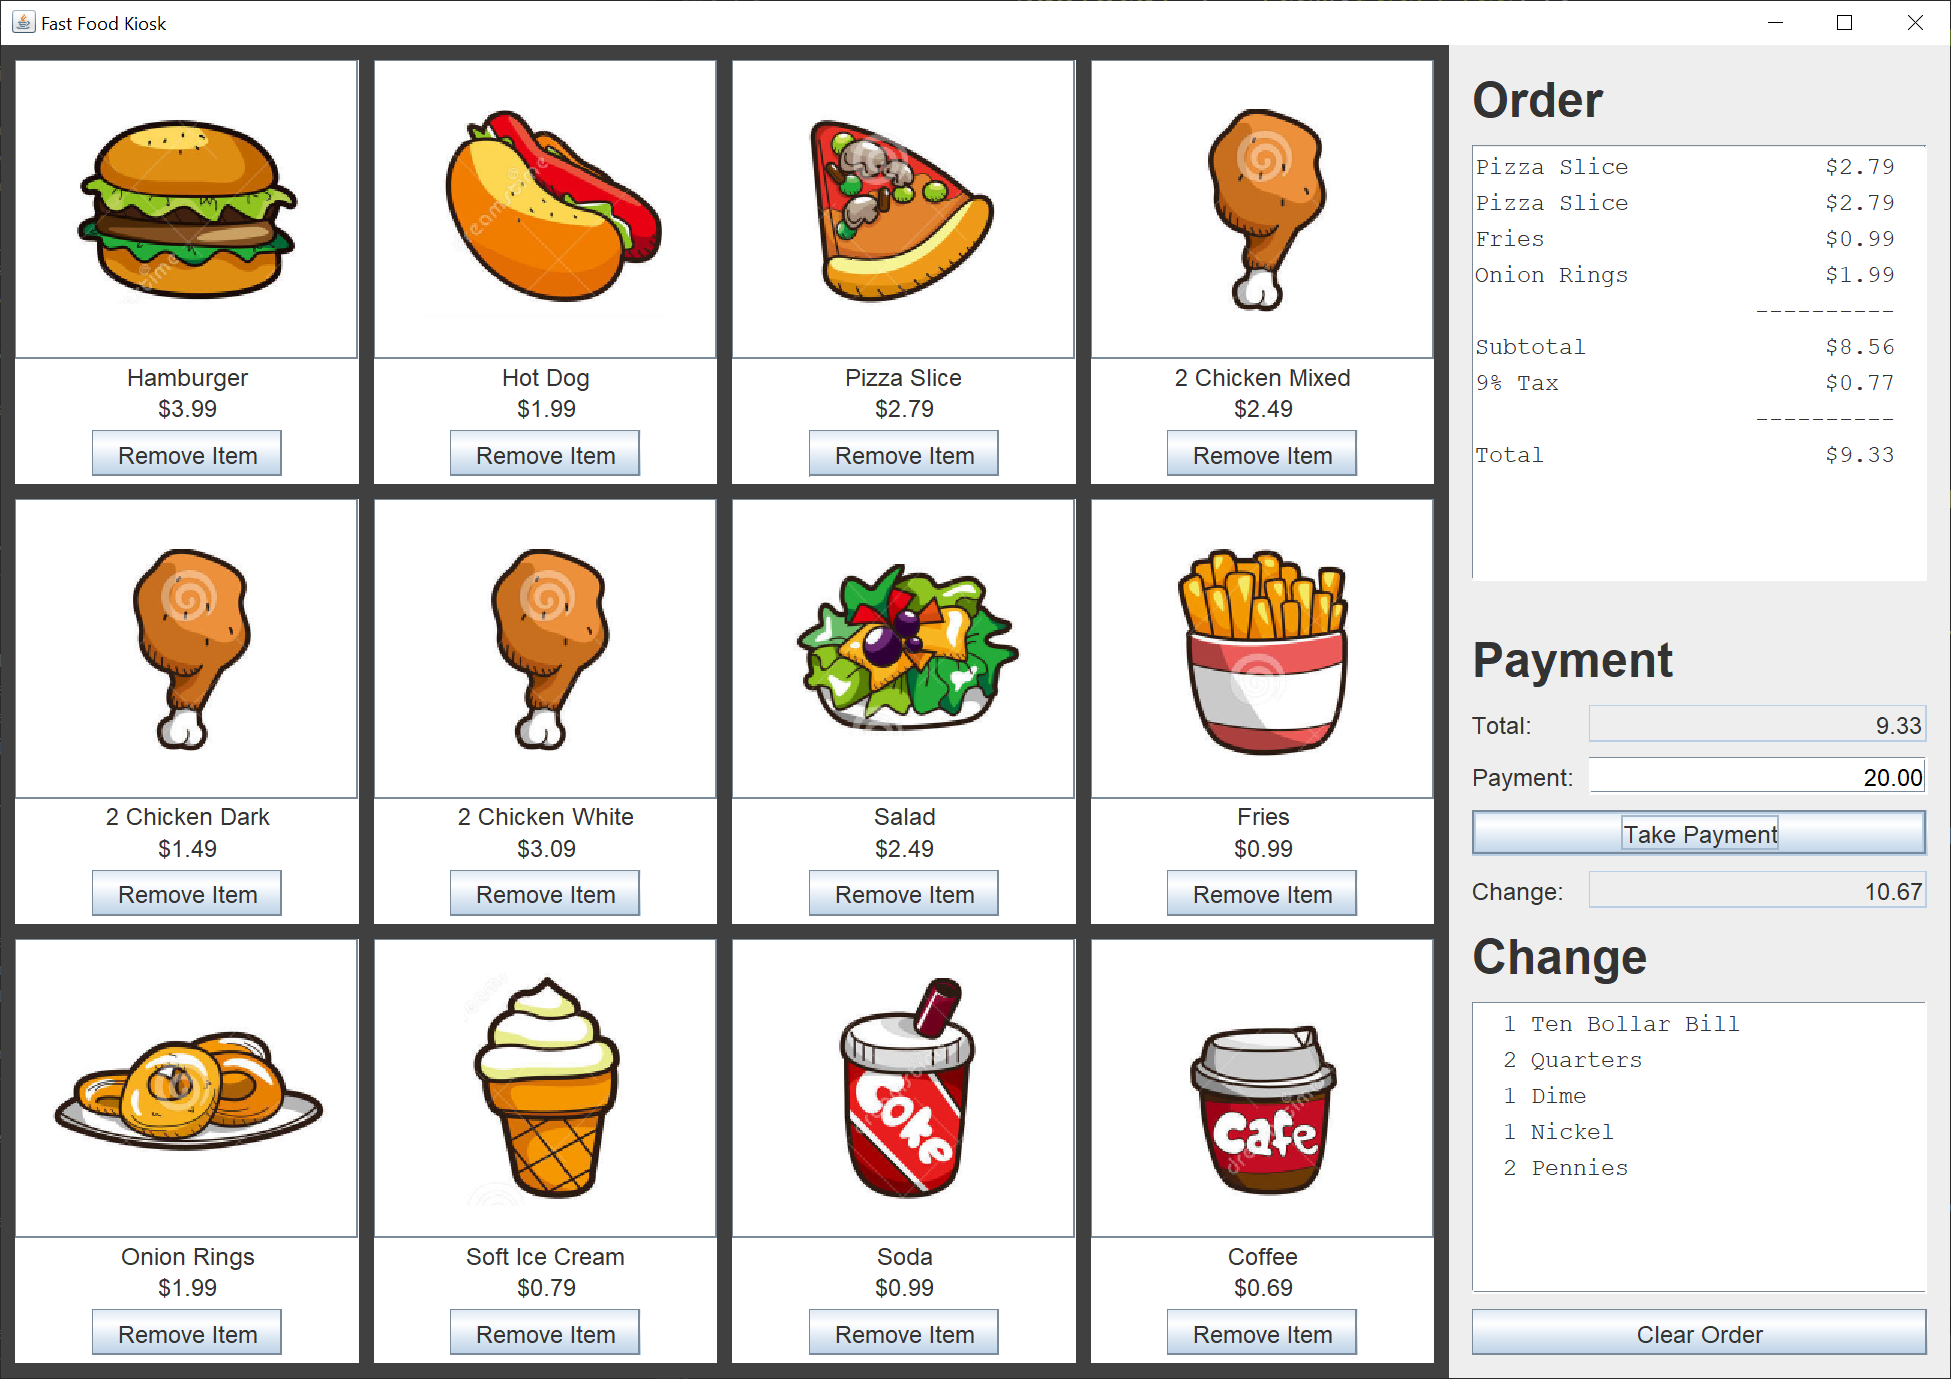 Fast Food Kiosk
Hamburger
$3.99
Remove Item
Hot Dog
$1.99
Remove Item
Pizza Slice
$2.79
Remove Item
2 Chicken Mixed
$2.49
Remove Item
2 Chicken Dark
$1.49
Remove Item
2 Chicken White
$3.09
Remove Item
Salad
$2.49
Remove Item
Fries
$0.99
Remove Item
Onion Rings
$1.99
Remove Item
Soft Ice Cream
$0.79
Remove Item
Coke
Soda
$0.99
Remove Item
Cafe
Coffee
$0.69
Remove Item
Order
Pizza Slice $2.79
Pizza Slice $2.79
Fries $0.99
Onion Rings $1.99
----------
Subtotal $8.56
9% Tax $0.77
----------
Total $9.33
Payment
Total: 9.33
Payment: 20.00
Take Payment
Change: 10.67
Change
1 Ten Bollar Bill
2 Quarters
1 Dime
1 Nickel
2 Pennies
Clear Order